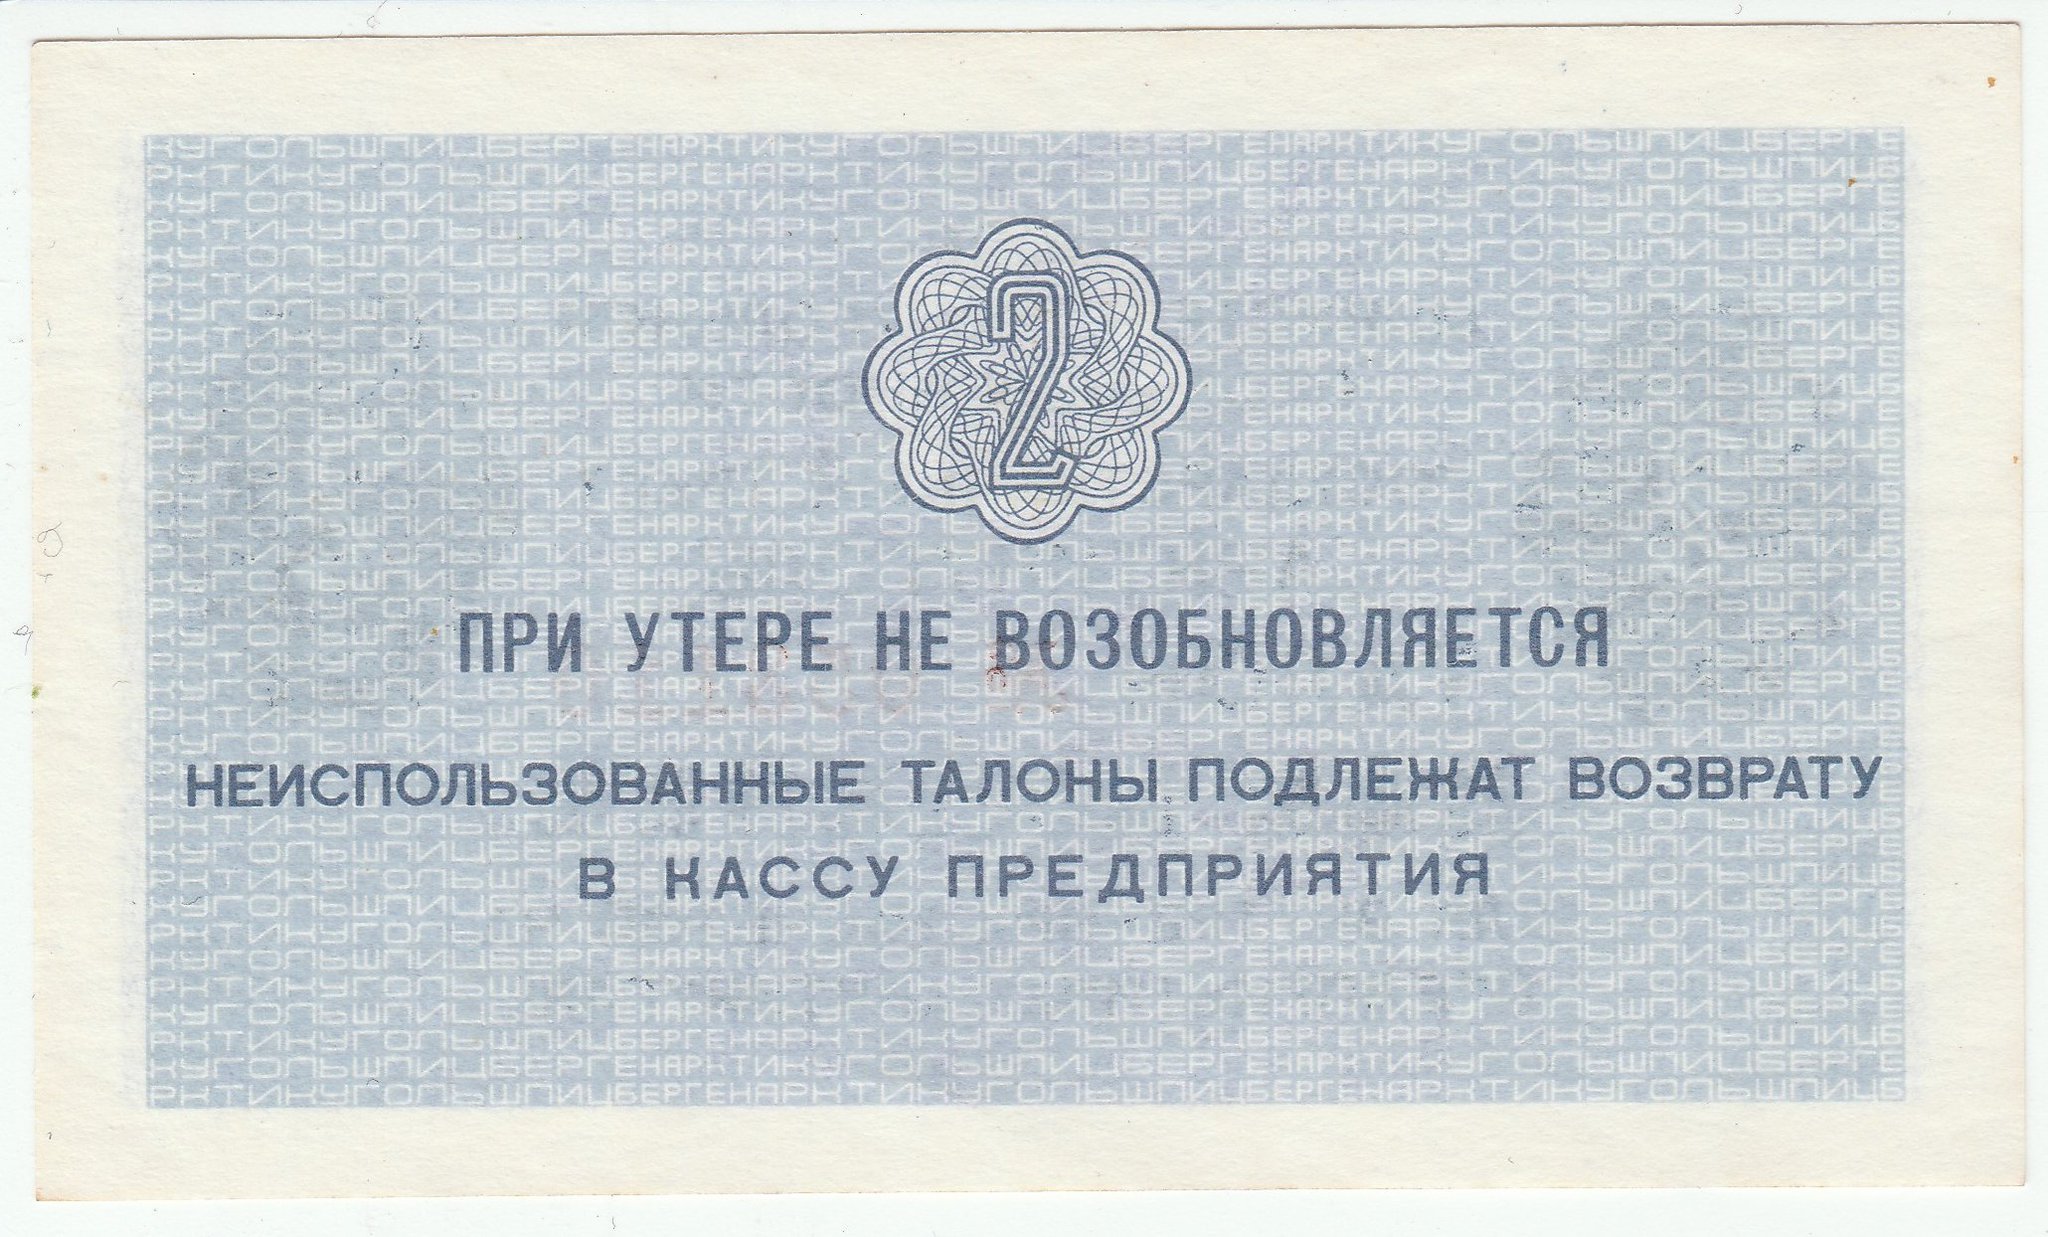 2
ПРИ УТЕРЕ НЕ ВОЗОБНОВЛЯЕТСЯ
НЕИСПОЛЬЗОВАННЫЕ ТАЛОНЫ ПОДЛЕЖАТ ВОЗВРАТУ
В КАССУ ПРЕДПРИЯТИЯ